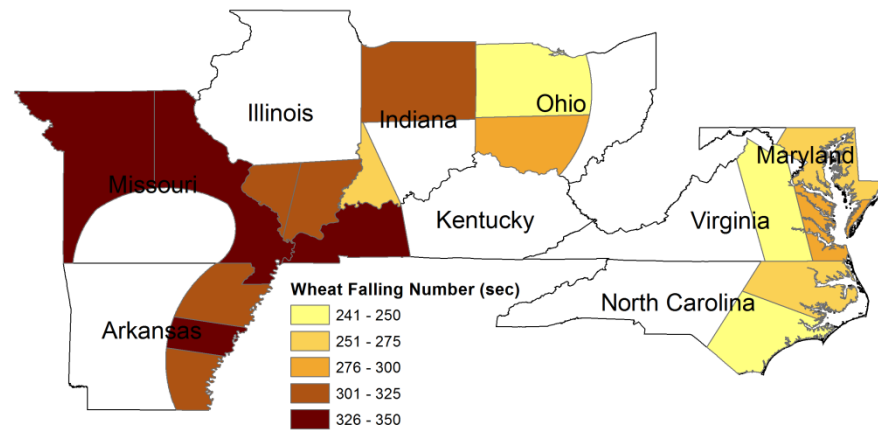 Illinois
Indiana
Ohio
Missouri
Maryland
Kentucky
Virginia
Arkansas
North Carolina
Wheat Falling Number (sec)
241 - 250
251 - 275
276 - 300
301 - 325
326 - 350